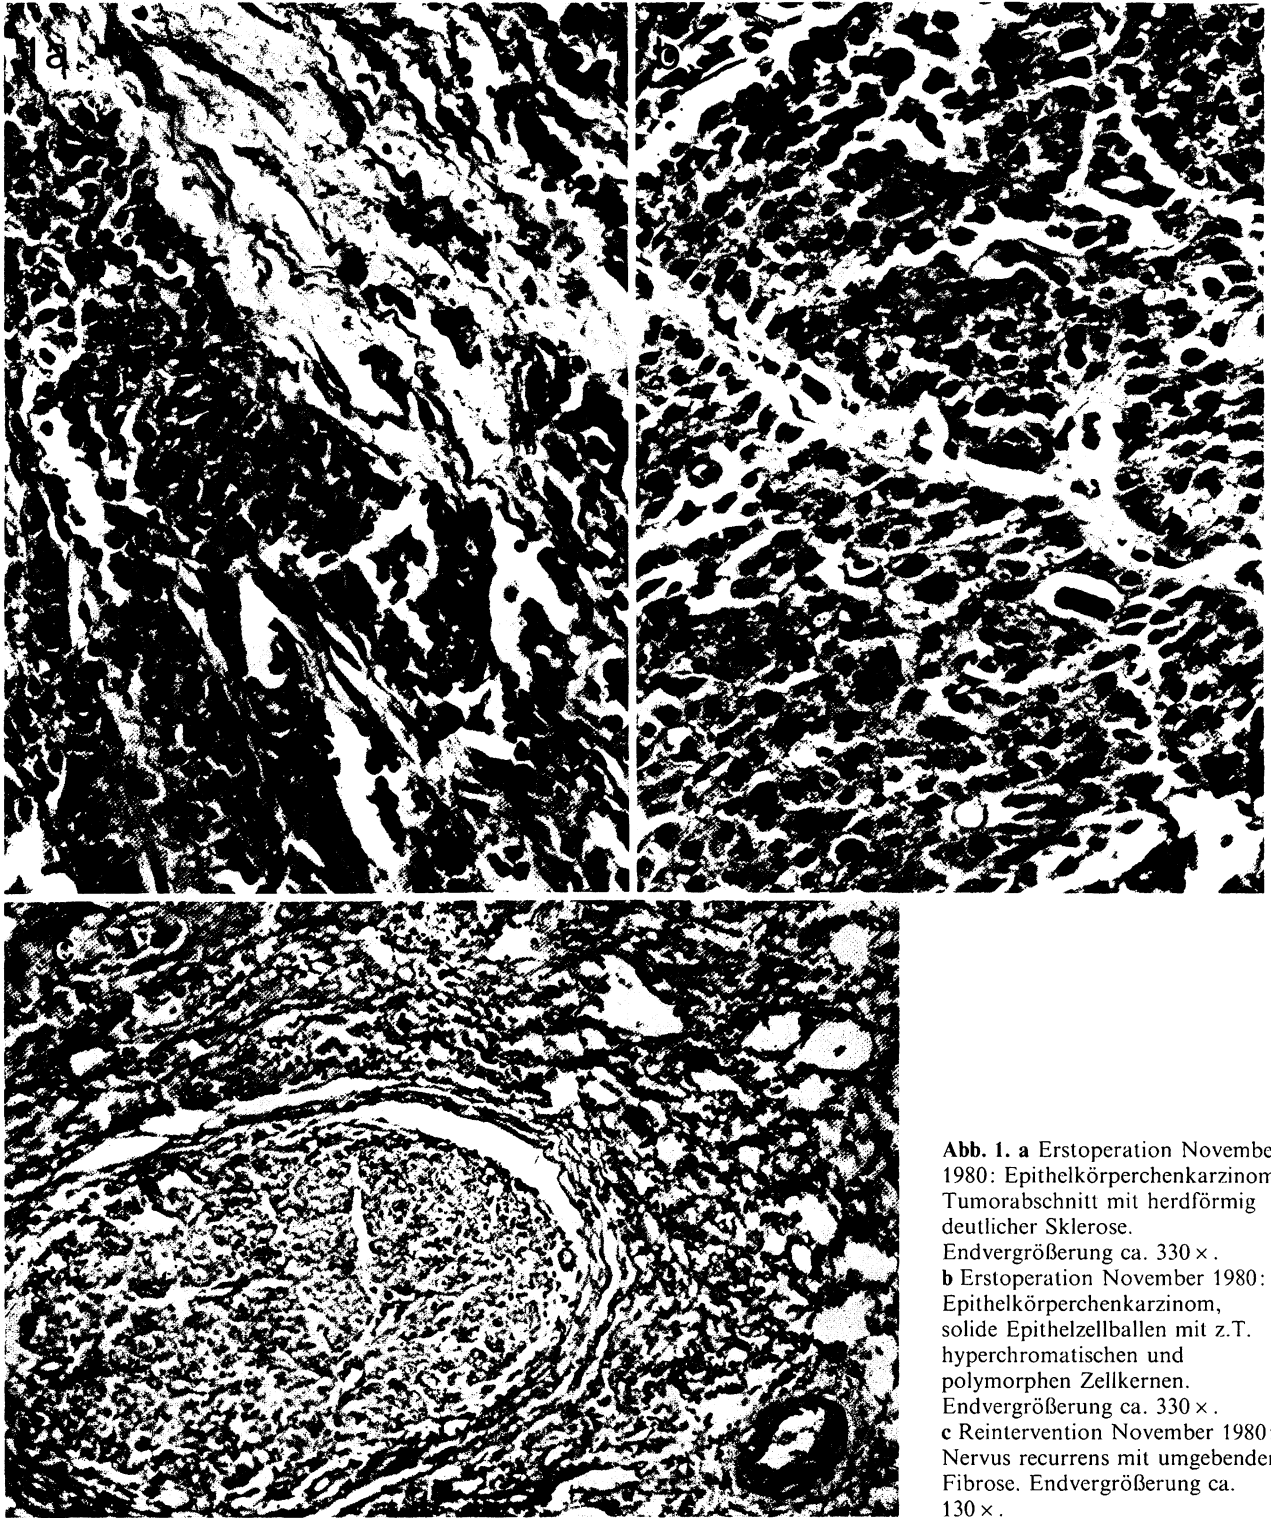 1a
b
c
Abb. 1. a Erstoperation Novembe
1980: Epithelkörperchenkarzinom
Tumorabschnitt mit herdförmig
deutlicher Sklerose.
Endvergrößerung ca. 330 ×.
b Erstoperation November 1980:
Epithelkörperchenkarzinom,
solide Epithelzellballen mit z.T.
hyperchromatischen und
polymorphen Zellkernen.
Endvergrößerung ca. 330 ×.
c Reintervention November 1980:
Nervus recurrens mit umgebender
Fibrose. Endvergrößerung ca.
130 ×.